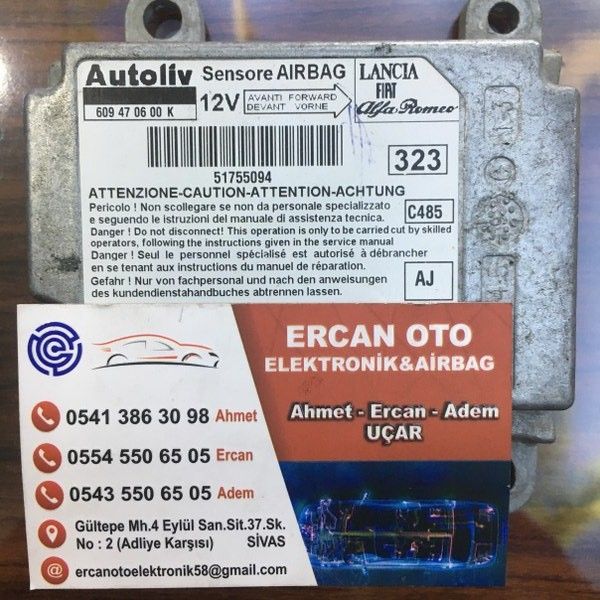 Autoliv Sensore AIRBAG
LANCIA
FIAT
Alfa Romeo
609 47 06 00 K
12V
AVANTI FORWARD
DEVANT VORNE
51755094
323
ATTENZIONE-CAUTION-ATTENTION-ACHTUNG
Pericolo ! Non scollegare se non da personale specializzato
e seguendo le istruzioni del manuale di assistenza tecnica.
C485
Danger ! Do not disconnect! This operation is only to be carried cut by skilled
operators, following the instructions given in the service manual
Danger ! Seul le personnel spécialisé est autorisé à débrancher
en se tenant aux instructions du manuel de réparation.
AJ
Gefahr ! Nur von fachpersonal und nach den anweisungen
des kundendienstahandbuches abtrennen lassen.
ERCAN OTO
ELEKTRONİK&AİRBAG
Ahmet - Ercan - Adem
UÇAR
0541 386 30 98 Ahmet
0554 550 65 05 Ercan
0543 550 65 05 Adem
Gültepe Mh.4 Eylül San.Sit.37.Sk.
No : 2 (Adliye Karşısı) SİVAS
ercanotoelektronik58@gmail.com